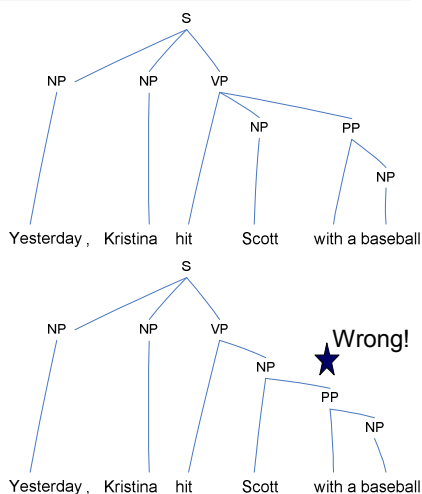 S
NP NP VP
NP PP
NP
Yesterday , Kristina hit Scott with a baseball
S
Wrong!
NP NP VP
NP
PP
NP
Yesterday , Kristina hit Scott with a baseball